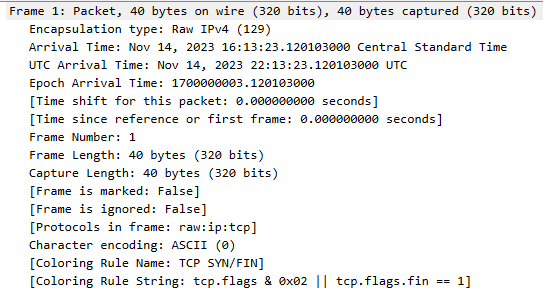 Frame 1: Packet, 40 bytes on wire (320 bits), 40 bytes captured (320 bits)
Encapsulation type: Raw IPv4 (129)
Arrival Time: Nov 14, 2023 16:13:23.120103000 Central Standard Time
UTC Arrival Time: Nov 14, 2023 22:13:23.120103000 UTC
Epoch Arrival Time: 1700000003.120103000
[Time shift for this packet: 0.000000000 seconds]
[Time since reference or first frame: 0.000000000 seconds]
Frame Number: 1
Frame Length: 40 bytes (320 bits)
Capture Length: 40 bytes (320 bits)
[Frame is marked: False]
[Frame is ignored: False]
[Protocols in frame: raw:ip:tcp]
Character encoding: ASCII (0)
[Coloring Rule Name: TCP SYN/FIN]
[Coloring Rule String: tcp.flags & 0x02 || tcp.flags.fin == 1]